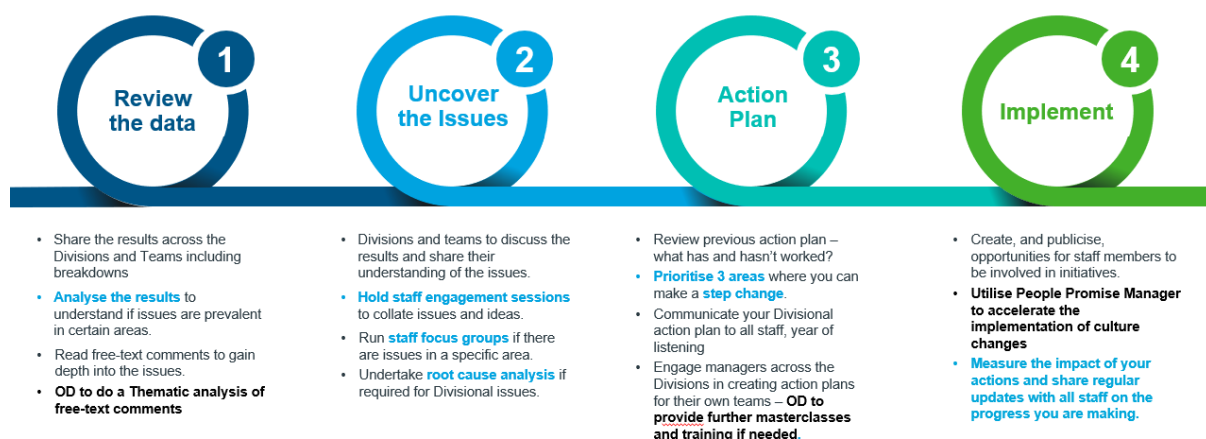 1
Review
the data
2
Uncover
the Issues
3
Action
Plan
4
Implement
• Share the results across the
Divisions and Teams including
breakdowns
• Analyse the results to
understand if issues are prevalent
in certain areas.
• Read free-text comments to gain
depth into the issues.
• OD to do a Thematic analysis of
free-text comments
• Divisions and teams to discuss the
results and share their
understanding of the issues.
• Hold staff engagement sessions
to collate issues and ideas.
• Run staff focus groups if there
are issues in a specific area.
• Undertake root cause analysis if
required for Divisional issues.
• Review previous action plan –
what has and hasn't worked?
• Prioritise 3 areas where you can
make a step change.
• Communicate your Divisional
action plan to all staff, year of
listening
• Engage managers across the
Divisions in creating action plans
for their own teams – OD to
provide further masterclasses
and training if needed.
• Create, and publicise,
opportunities for staff members to
be involved in initiatives.
• Utilise People Promise Manager
to accelerate the
implementation of culture
changes
• Measure the impact of your
actions and share regular
updates with all staff on the
progress you are making.